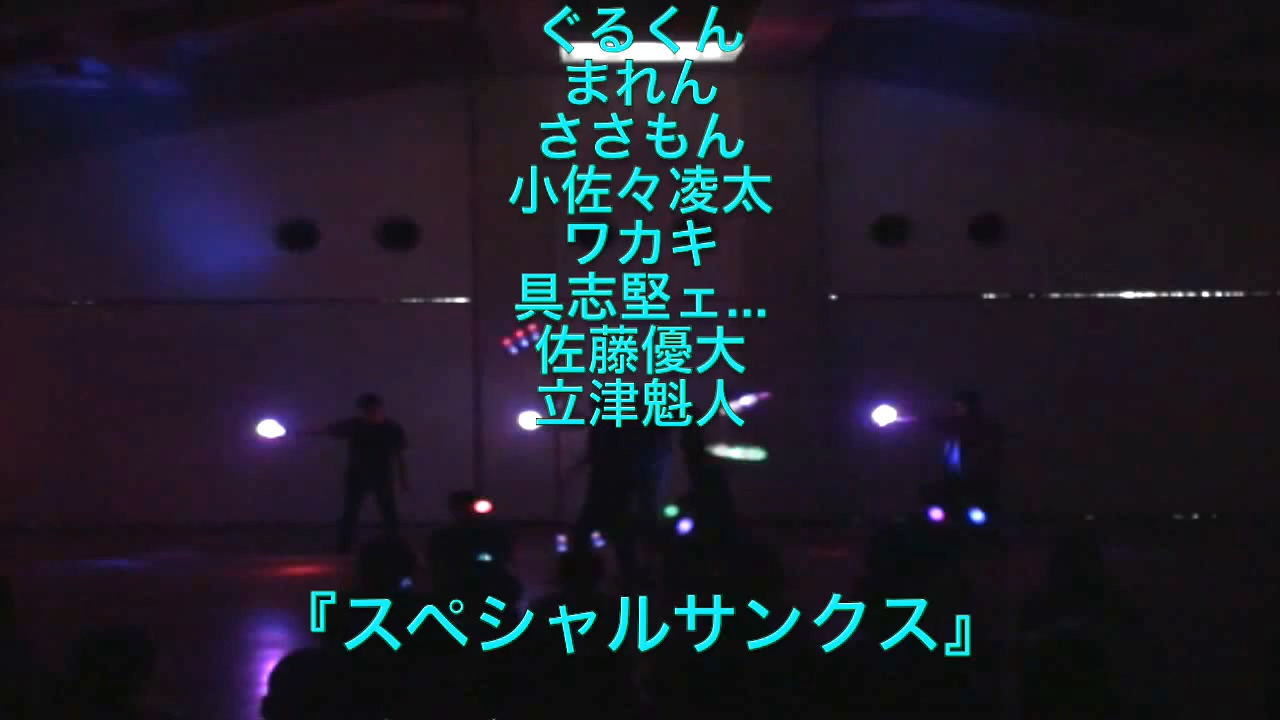 ぐるくん
まれん
ささもん
小佐々凌太
ワカキ
具志堅ェ...
佐藤優大
立津魁人
『スペシャルサンクス』